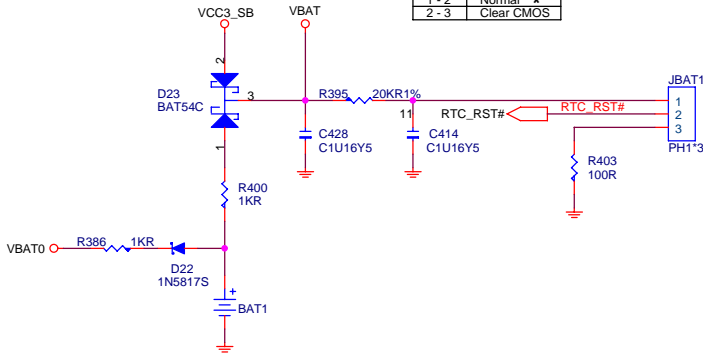 1 - 2 Normal *
2 - 3 Clear CMOS
VCC3_SB
VBAT
2
D23
BAT54C
3
1
R395 20KR1%
11
C428
C1U16Y5
C414
C1U16Y5
RTC_RST#
RTC_RST#
JBAT1
1
2
3
PH1*3
R403
100R
R400
1KR
VBAT0
R386 1KR
D22
1N5817S
+
BAT1